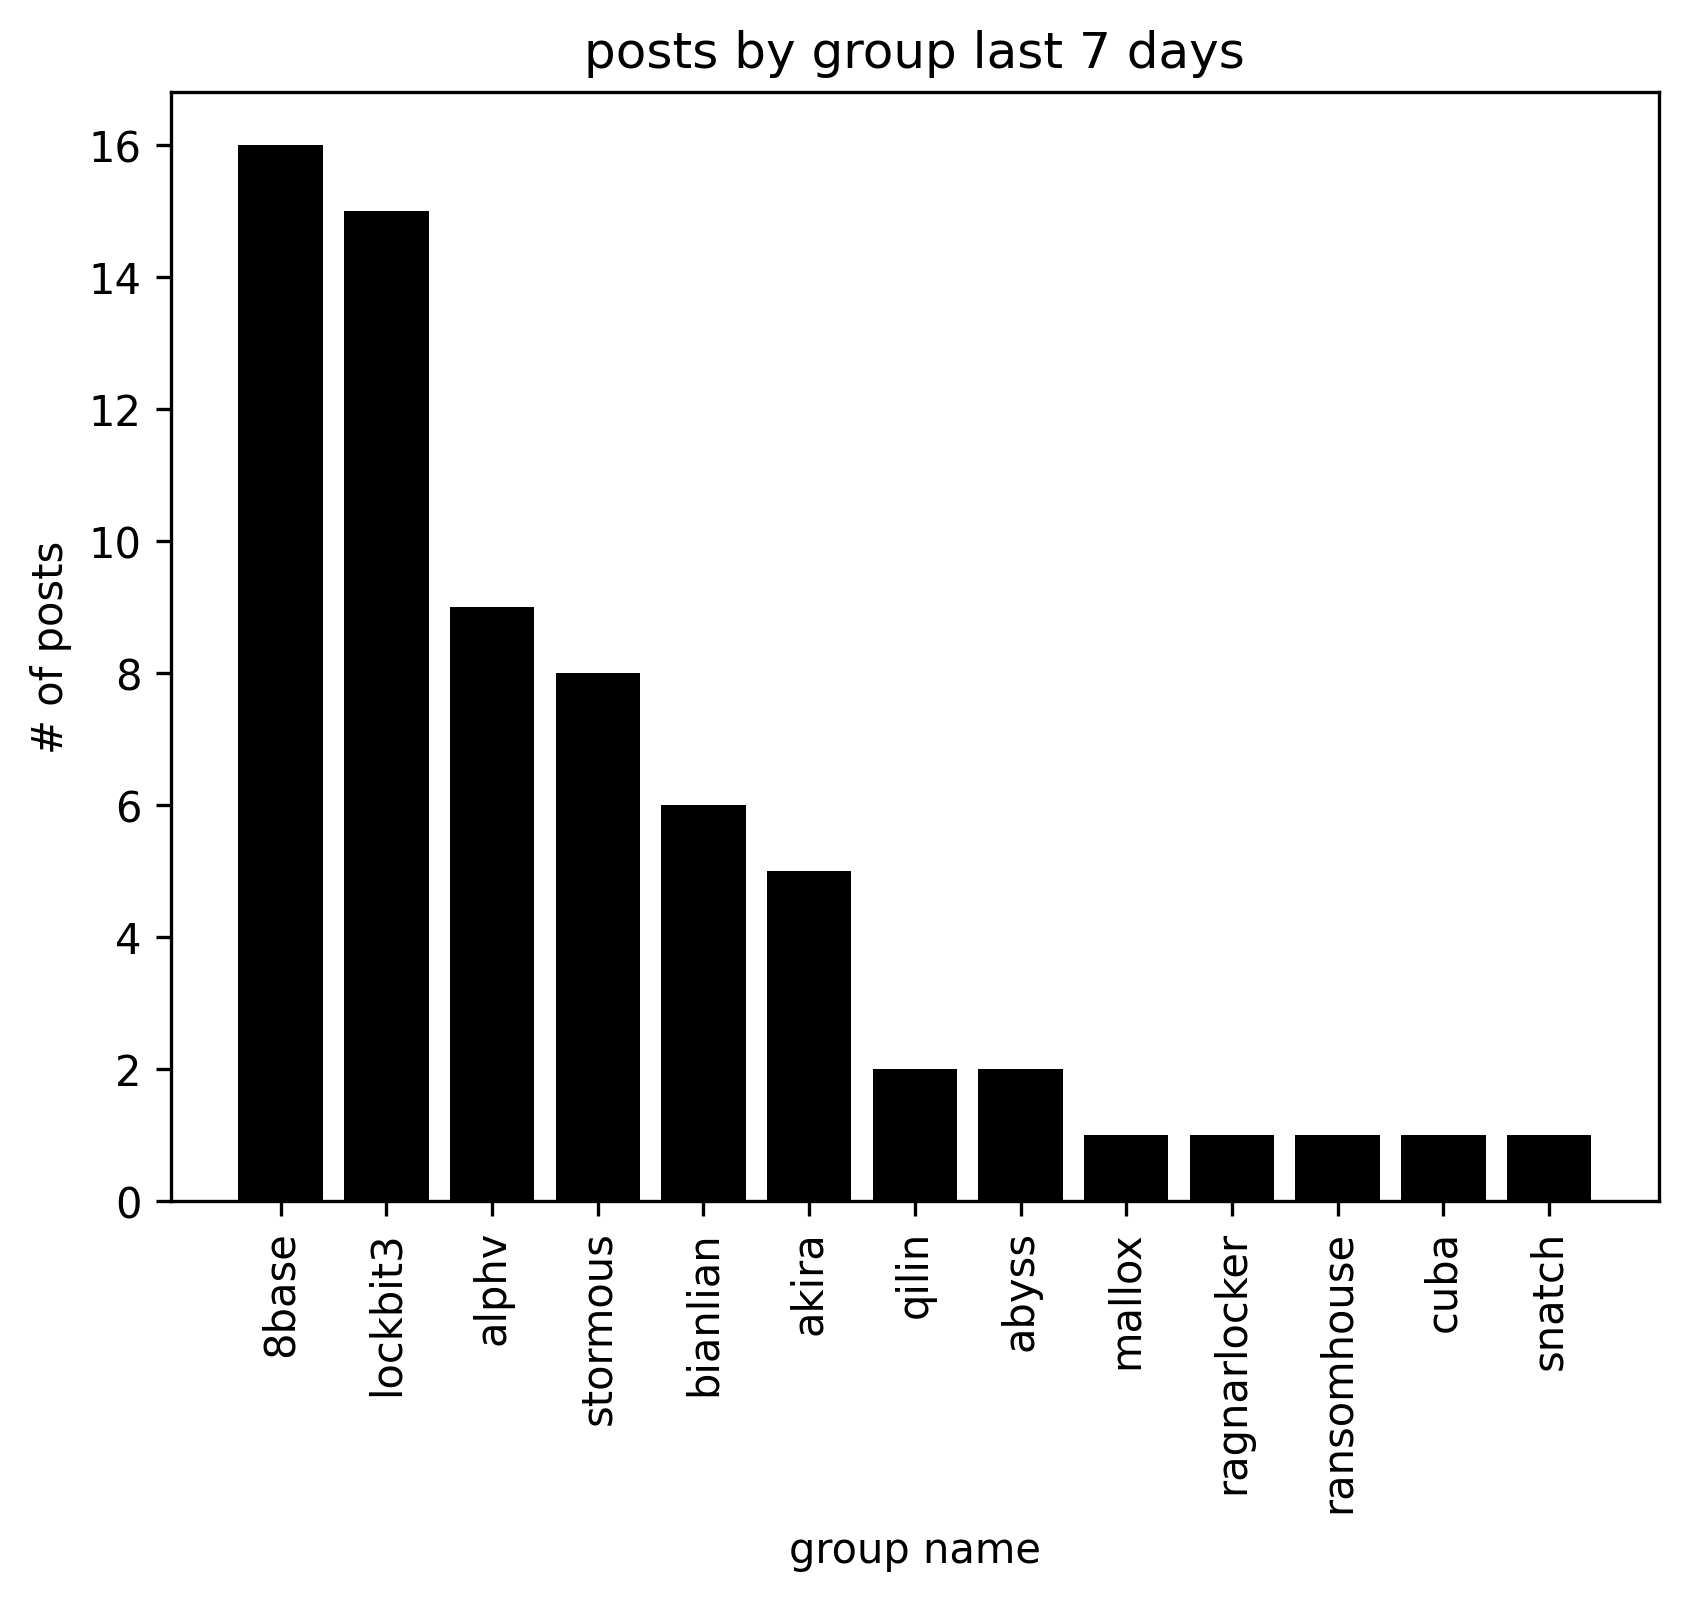 posts by group last 7 days
# of posts
16
14
12
10
8
6
4
2
0
8base
lockbit3
alphv
stormous
bianlian
akira
qilin
abyss
mallox
ragnarlocker
ransomhouse
cuba
snatch
group name